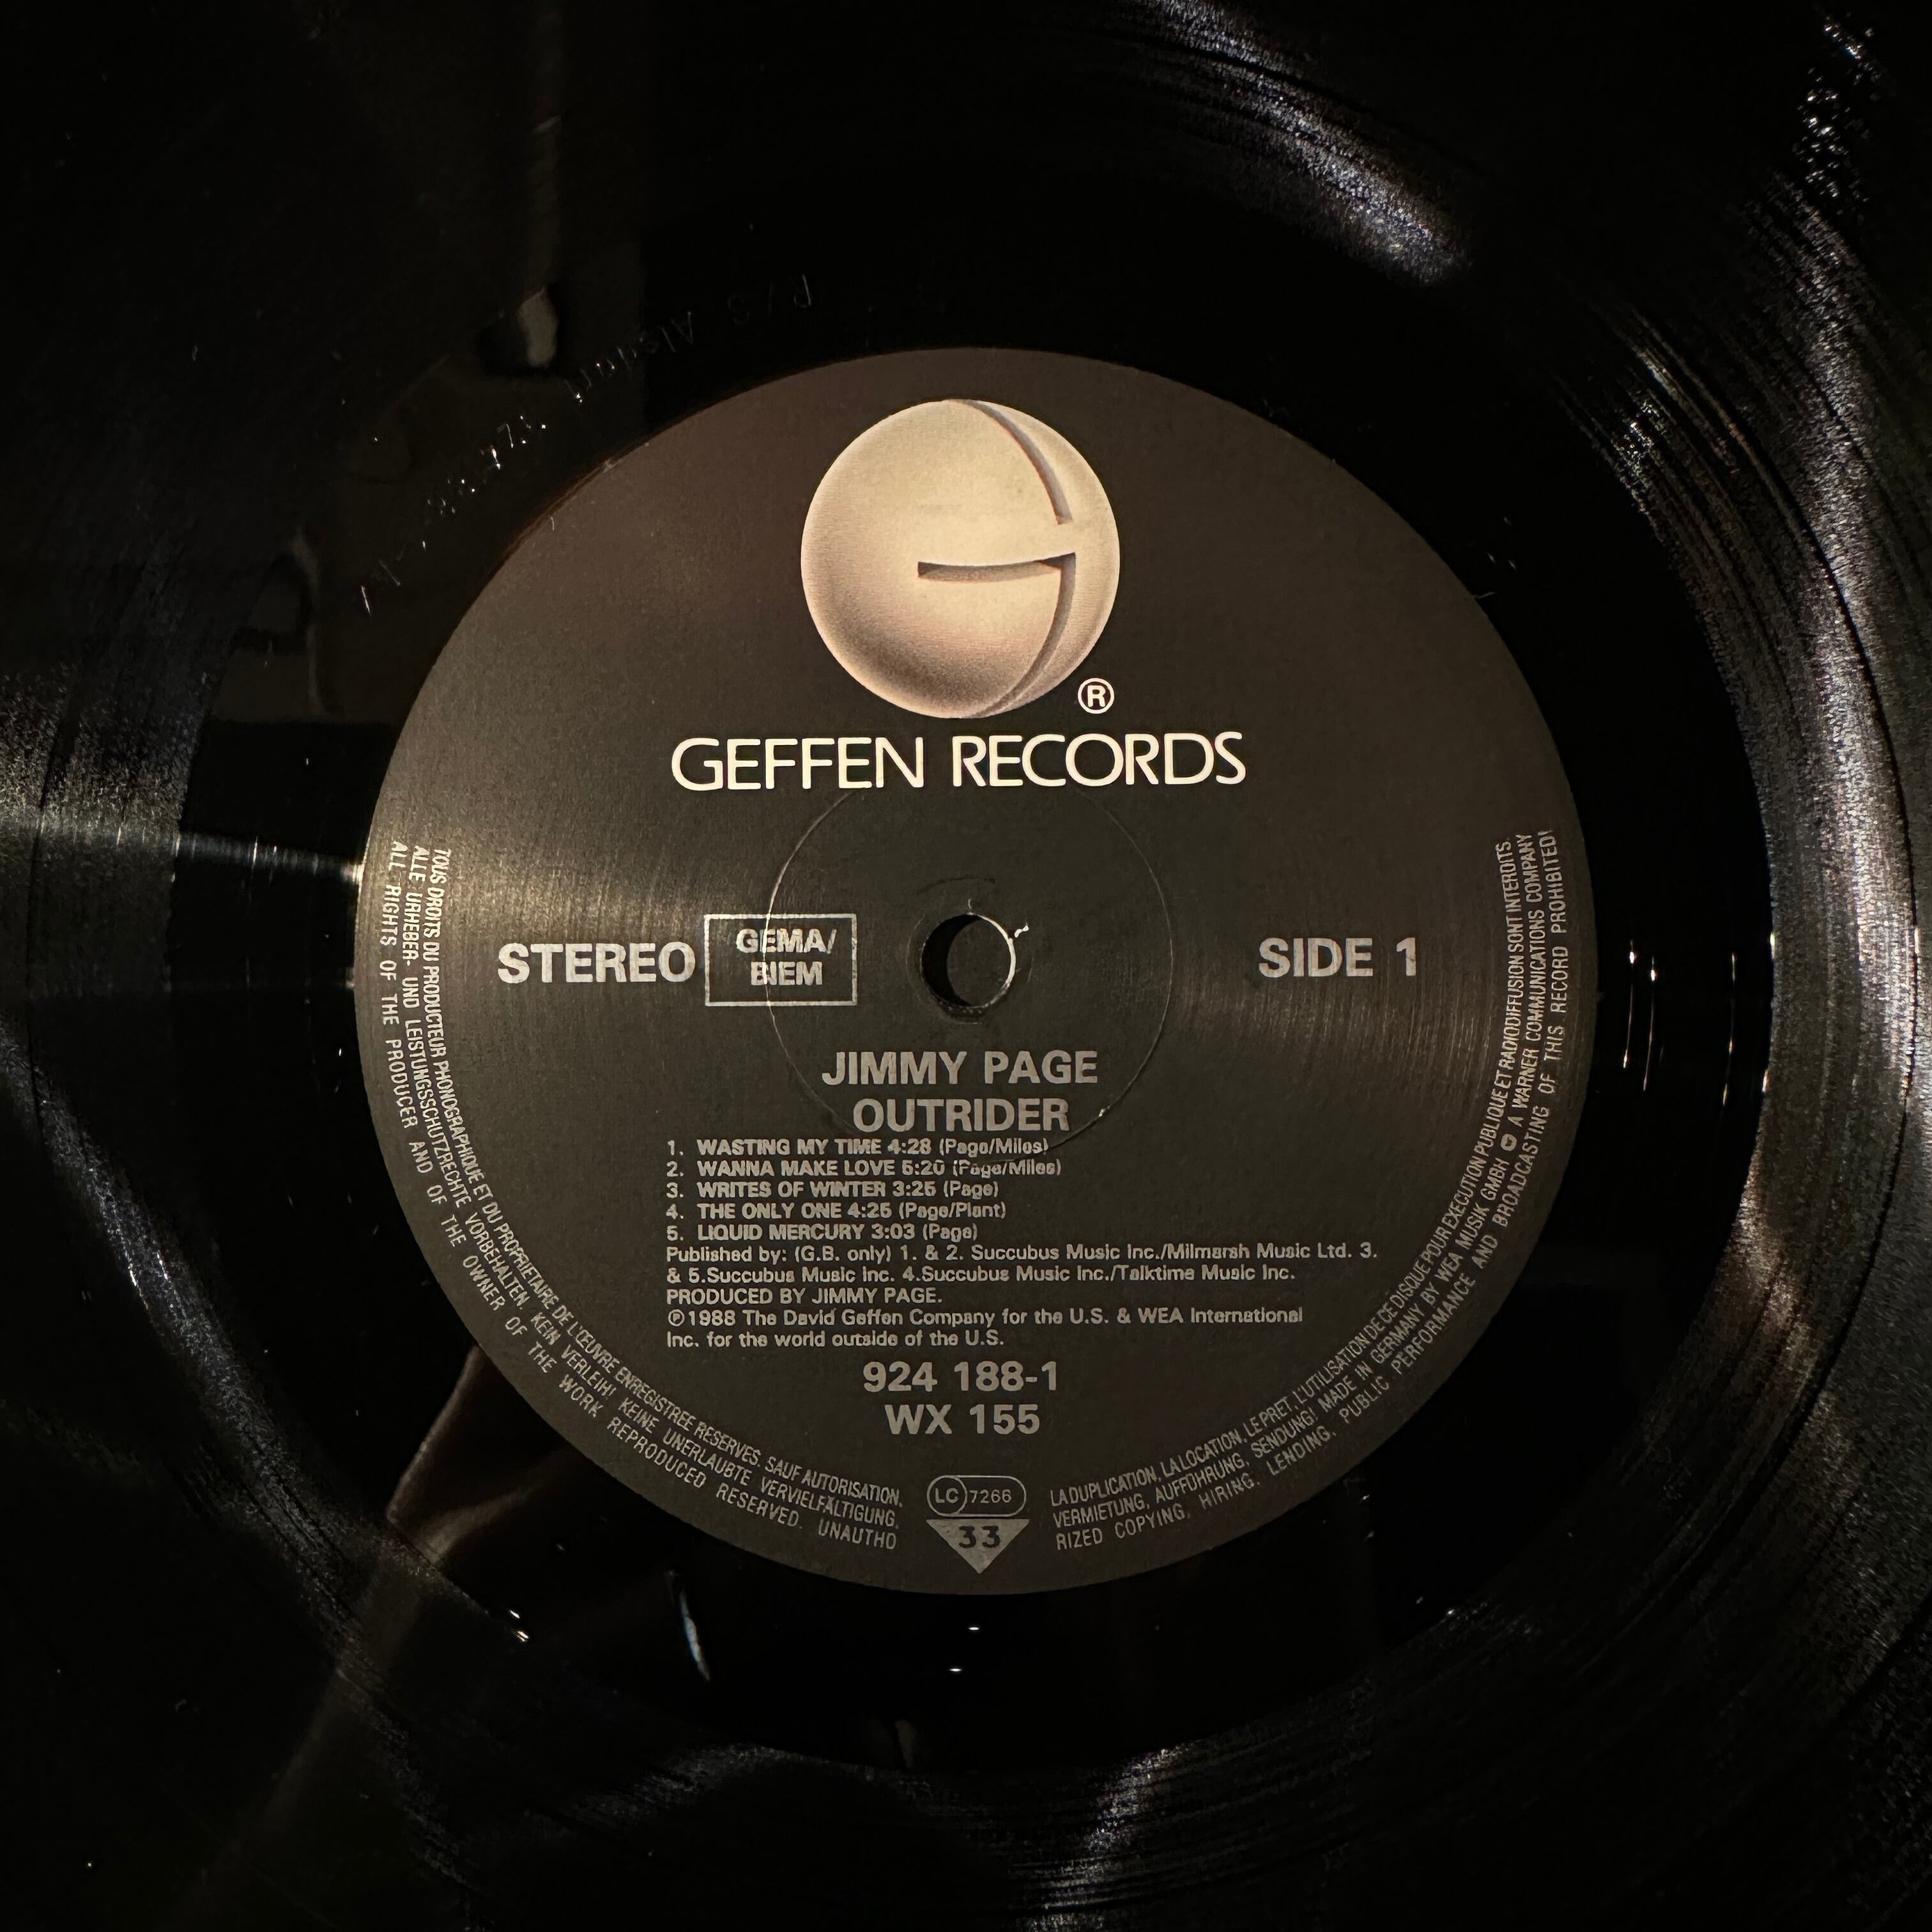 ®
GEFFEN RECORDS
STEREO
GEMA/
BIEM
SIDE 1
JIMMY PAGE
OUTRIDER
1. WASTING MY TIME 4:28 (Page/Miles)
2. WANNA MAKE LOVE 5:20 (Page/Miles)
3. WRITES OF WINTER 3:25 (Page)
4. THE ONLY ONE 4:25 (Page/Plant)
5. LIQUID MERCURY 3:03 (Page)
Published by: (G.B. only) 1. & 2. Succubus Music Inc./Milmarsh Music Ltd. 3.
& 5.Succubus Music Inc. 4.Succubus Music Inc./Talktime Music Inc.
PRODUCED BY JIMMY PAGE.
℗1988 The David Geffen Company for the U.S. & WEA International
Inc. for the world outside of the U.S.
924 188-1
WX 155
LC 7266
33
TOUS DROITS DU PRODUCTEUR PHONOGRAPHIQUE ET DU PROPRIETAIRE DE L'ŒUVRE ENREGISTREE RESERVES. SAUF AUTORISATION,
LA DUPLICATION, LA LOCATION, LE PRET, L'UTILISATION DE CE DISQUE POUR EXECUTION PUBLIQUE ET RADIODIFFUSION SONT INTERDITS.
ALLE URHEBER- UND LEISTUNGSSCHUTZRECHTE VORBEHALTEN. KEIN VERLEIH! KEINE UNERLAUBTE VERVIELFÄLTIGUNG,
VERMIETUNG, AUFFÜHRUNG, SENDUNG! MADE IN GERMANY BY WEA MUSIK GMBH A WARNER COMMUNICATIONS COMPANY
ALL RIGHTS OF THE PRODUCER AND OF THE OWNER OF THE WORK REPRODUCED RESERVED. UNAUTHO
RIZED COPYING, HIRING, LENDING, PUBLIC PERFORMANCE AND BROADCASTING OF THIS RECORD PROHIBITED!